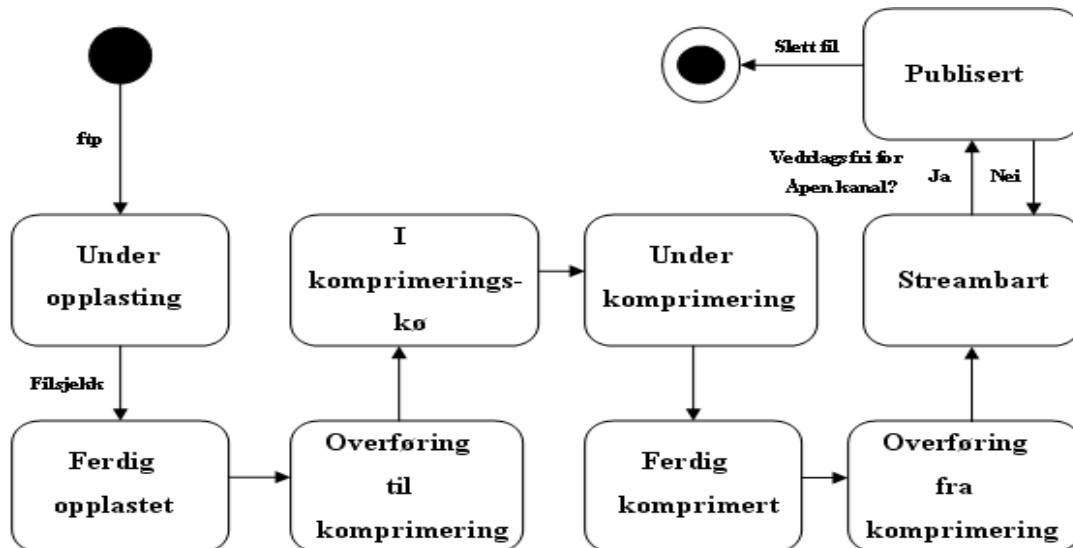 Slett fil
Publisert
ftp
Vederlagsfri for
Åpen kanal?
Ja
Nei
Under
opplasting
I
komprimerings-
kø
Under
komprimering
Streambart
Filsjekk
Ferdig
opplastet
Overføring
til
komprimering
Ferdig
komprimert
Overføring
fra
komprimering